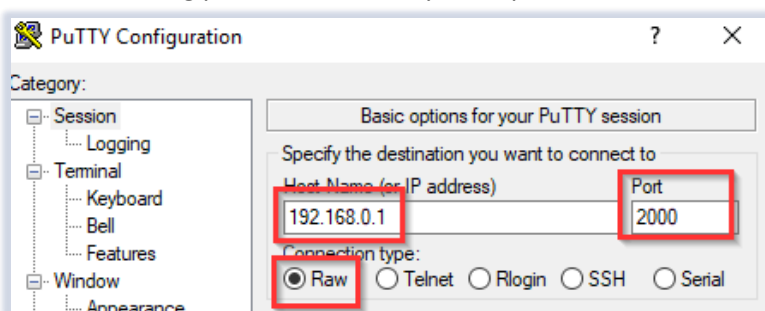 PuTTY Configuration ? X
Category:
Session
Logging
Terminal
Keyboard
Bell
Features
Window
Appearance
Basic options for your PuTTY session
Specify the destination you want to connect to
Host Name (or IP address) Port
192.168.0.1 2000
Connection type:
Raw Telnet Rlogin SSH Serial